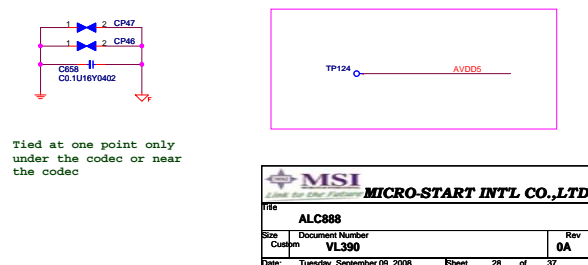 1 2 CP47
1 2 CP46
C658
C0.1U16Y0402
F
TP124 AVDD5
Tied at one point only
under the codec or near
the codec
MSI
Link to the Future
MICRO-START INT'L CO.,LTD
Title
ALC888
Size Document Number Rev
Custom VL390 0A
Date: Tuesday, September 09, 2008 Sheet 28 of 37